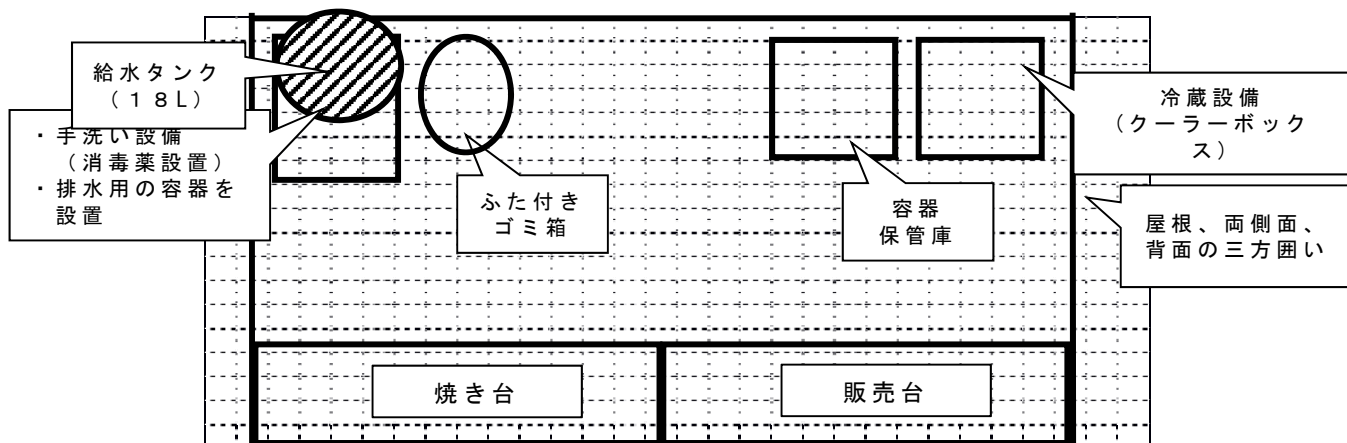 給水タンク
（１８Ｌ）
・手洗い設備
（消毒薬設置）
・排水用の容器を
設置
ふた付き
ゴミ箱
容器
保管庫
冷蔵設備
（クーラーボック
ス）
屋根、両側面、
背面の三方囲い
焼き台
販売台